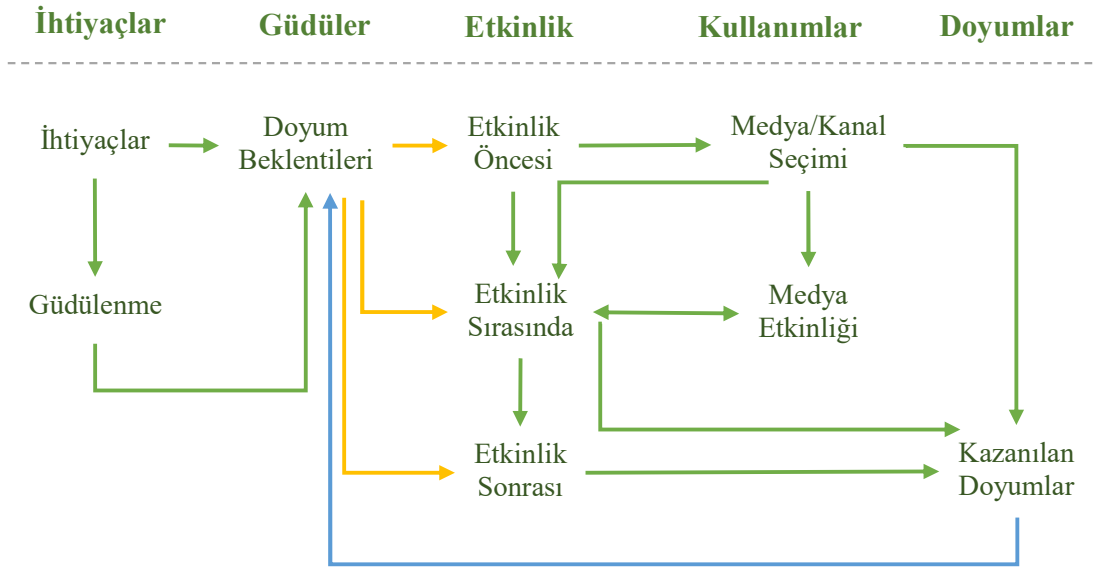 İhtiyaçlar
Güdüler
Etkinlik
Kullanımlar
Doyumlar
İhtiyaçlar
Doyum
Beklentileri
Etkinlik
Öncesi
Medya/Kanal
Seçimi
Güdülenme
Etkinlik
Sırasında
Medya
Etkinliği
Etkinlik
Sonrası
Kazanılan
Doyumlar